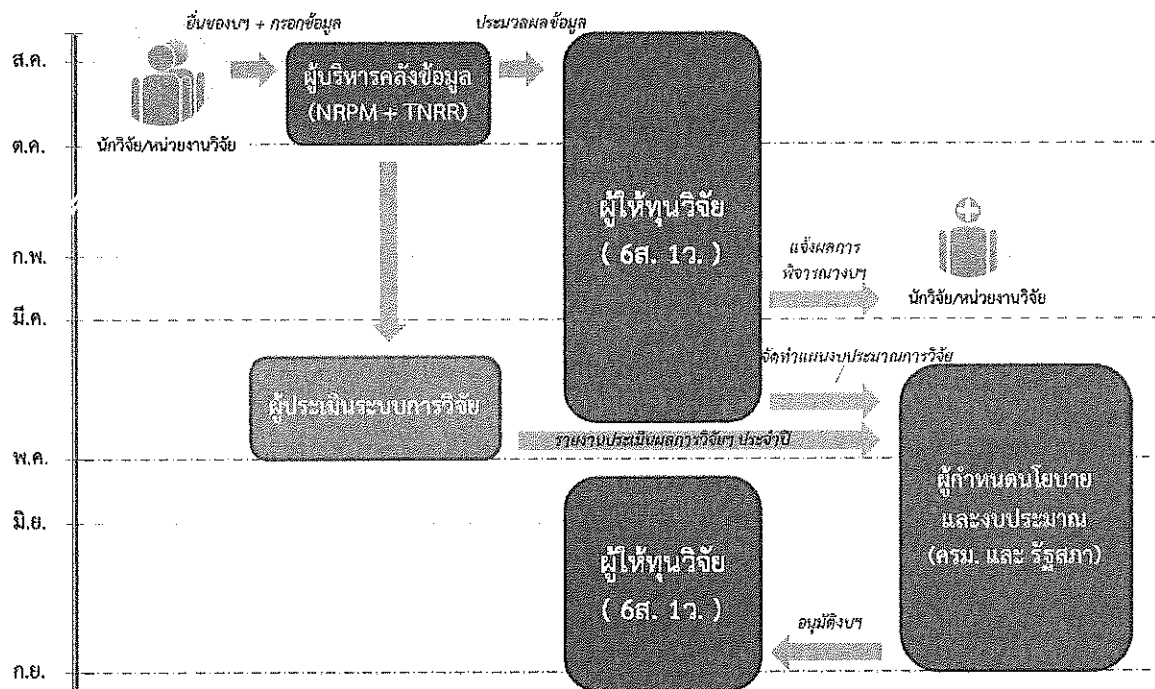 ยื่นของบฯ + กรอกข้อมูล
ประมวลผลข้อมูล
ส.ค.
ผู้บริหารคลังข้อมูล
(NRPM + TNRR)
นักวิจัย/หน่วยงานวิจัย
ต.ค.
ผู้ให้ทุนวิจัย
( 6ส. 1ว. )
ก.พ.
แจ้งผลการ
พิจารณางบฯ
นักวิจัย/หน่วยงานวิจัย
มี.ค.
จัดทำแผนงบประมาณการวิจัย
ผู้ประเมินระบบการวิจัย
รายงานประเมินผลการวิจัยฯ ประจำปี
พ.ค.
ผู้กำหนดนโยบาย
และงบประมาณ
(ครม. และ รัฐสภา)
มิ.ย.
ผู้ให้ทุนวิจัย
( 6ส. 1ว. )
อนุมัติงบฯ
ก.ย.